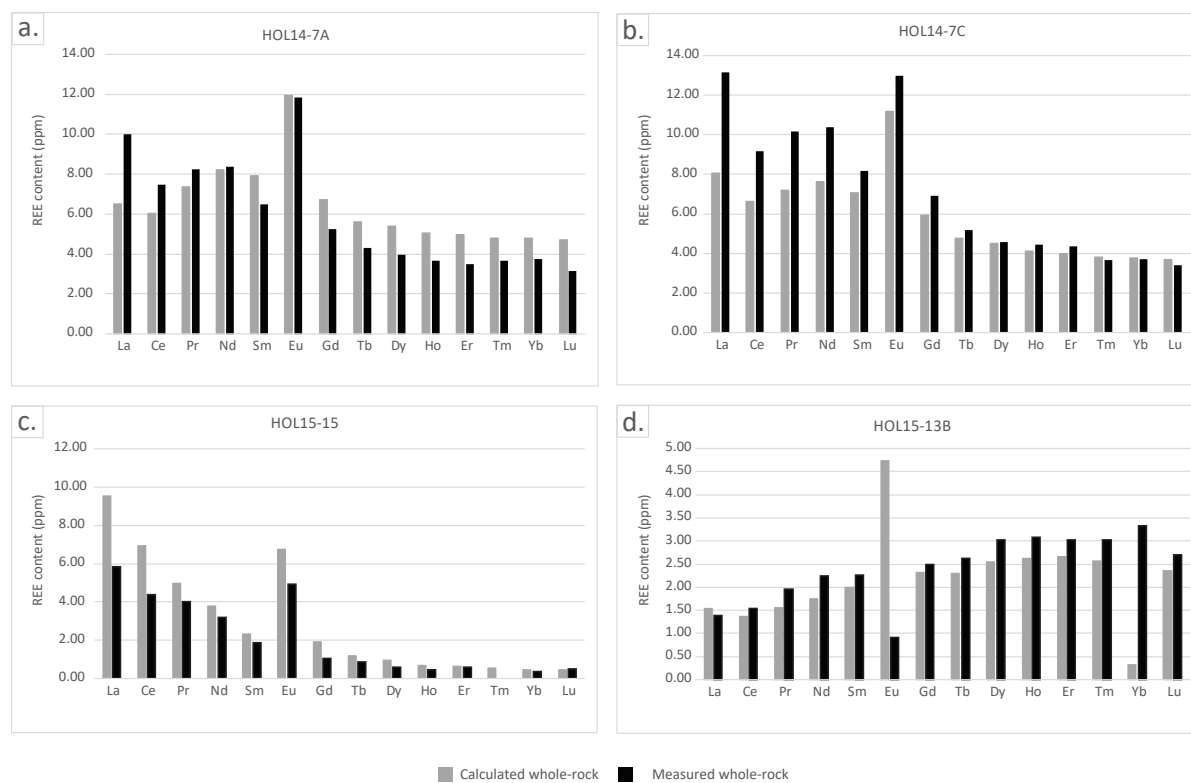 a.
HOL14-7A
REE content (ppm)
14.00
12.00
10.00
8.00
6.00
4.00
2.00
0.00
La Ce Pr Nd Sm Eu Gd Tb Dy Ho Er Tm Yb Lu
b.
HOL14-7C
REE content (ppm)
14.00
12.00
10.00
8.00
6.00
4.00
2.00
0.00
La Ce Pr Nd Sm Eu Gd Tb Dy Ho Er Tm Yb Lu
c.
HOL15-15
REE content (ppm)
12.00
10.00
8.00
6.00
4.00
2.00
0.00
La Ce Pr Nd Sm Eu Gd Tb Dy Ho Er Tm Yb Lu
d.
HOL15-13B
REE content (ppm)
5.00
4.50
4.00
3.50
3.00
2.50
2.00
1.50
1.00
0.50
0.00
La Ce Pr Nd Sm Eu Gd Tb Dy Ho Er Tm Yb Lu
Calculated whole-rock Measured whole-rock